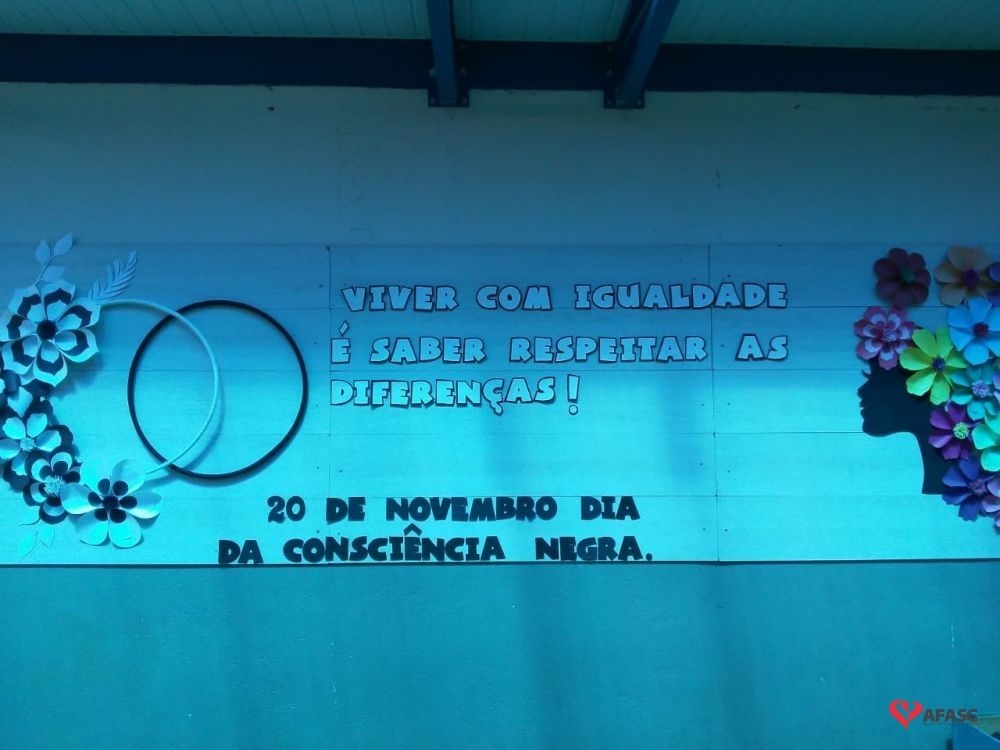 VIVER COM IGUALDADE
É SABER RESPEITAR AS
DIFERENÇAS!
20 DE NOVEMBRO DIA
DA CONSCIÊNCIA NEGRA.
AFASC